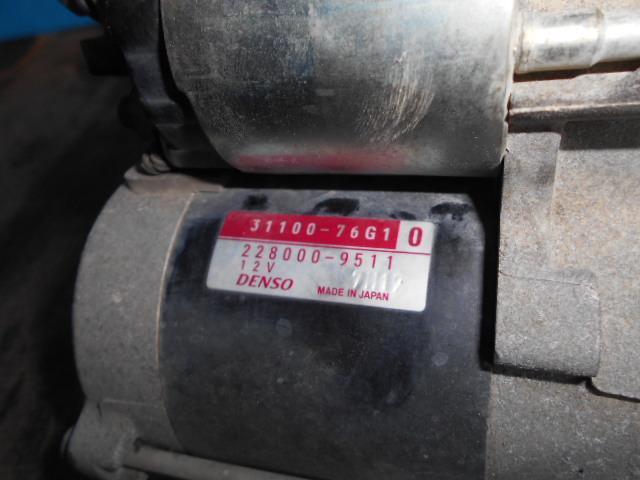 31100-76G1 0
228000-9511
12V
DENSO MADE IN JAPAN